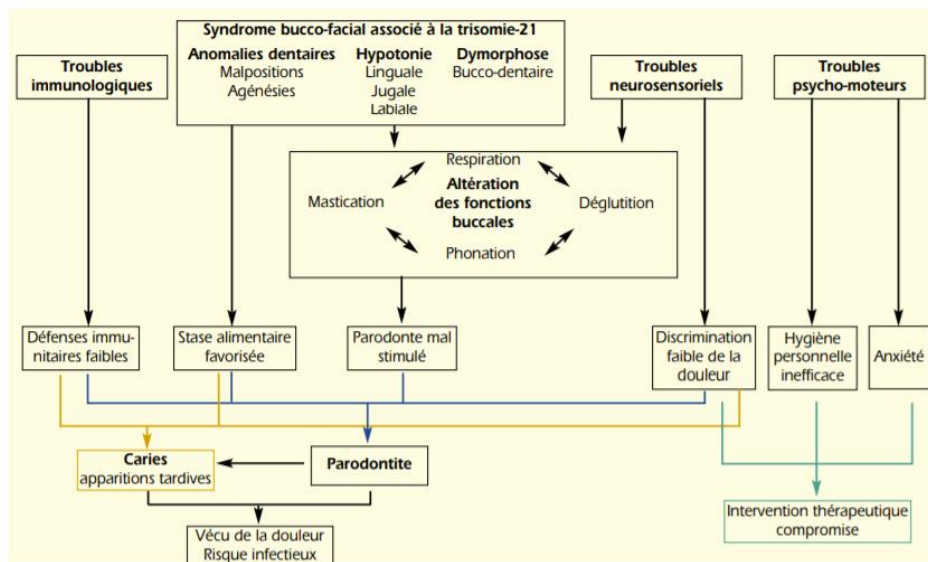 Syndrome bucco-facial associé à la trisomie-21
Anomalies dentaires
Malpositions
Agénésies
Hypotonie
Linguale
Jugale
Labiale
Dymorphose
Bucco-dentaire
Troubles
immunologiques
Troubles
neurosensoriels
Troubles
psycho-moteurs
Respiration
Mastication
Altération
des fonctions
buccales
Déglutition
Phonation
Défenses immu-
nitaires faibles
Stase alimentaire
favorisée
Parodonte mal
stimulé
Discrimination
faible de la
douleur
Hygiène
personnelle
inefficace
Anxiété
Caries
apparitions tardives
Parodontite
Vécu de la douleur
Risque infectieux
Intervention thérapeutique
compromise